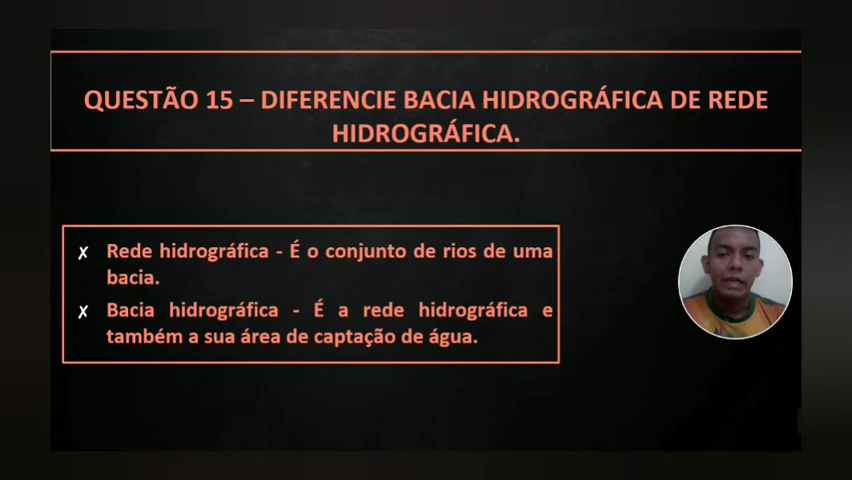 QUESTÃO 15 – DIFERENCIE BACIA HIDROGRÁFICA DE REDE
HIDROGRÁFICA.
✗ Rede hidrográfica - É o conjunto de rios de uma
bacia.
✗ Bacia hidrográfica - É a rede hidrográfica e
também a sua área de captação de água.